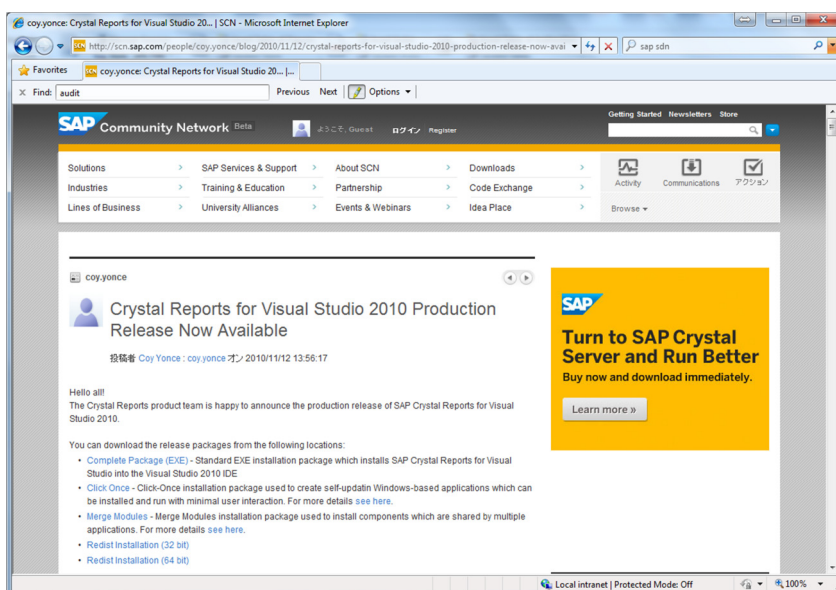 coy.yonce: Crystal Reports for Visual Studio 20... | SCN - Microsoft Internet Explorer
http://scn.sap.com/people/coy.yonce/blog/2010/11/12/crystal-reports-for-visual-studio-2010-production-release-now-avai
sap sdn
Favorites
coy.yonce: Crystal Reports for Visual Studio 20... |...
Find: audit Previous Next Options
Getting Started Newsletters Store
SAP Community Network Beta
ようこそ, Guest ログイン Register
Solutions SAP Services & Support About SCN Downloads
Industries Training & Education Partnership Code Exchange
Lines of Business University Alliances Events & Webinars Idea Place
Activity Communications アクション
Browse
coy.yonce
Crystal Reports for Visual Studio 2010 Production
Release Now Available
投稿者 Coy Yonce : coy.yonce オン 2010/11/12 13:56:17
Hello all!
The Crystal Reports product team is happy to announce the production release of SAP Crystal Reports for Visual
Studio 2010.
You can download the release packages from the following locations:
• Complete Package (EXE) - Standard EXE installation package which installs SAP Crystal Reports for Visual
Studio into the Visual Studio 2010 IDE
• Click Once - Click-Once installation package used to create self-updatin Windows-based applications which can
be installed and run with minimal user interaction. For more details see here.
• Merge Modules - Merge Modules installation package used to install components which are shared by multiple
applications. For more details see here.
• Redist Installation (32 bit)
• Redist Installation (64 bit)
SAP
Turn to SAP Crystal
Server and Run Better
Buy now and download immediately.
Learn more »
Local intranet | Protected Mode: Off
100%